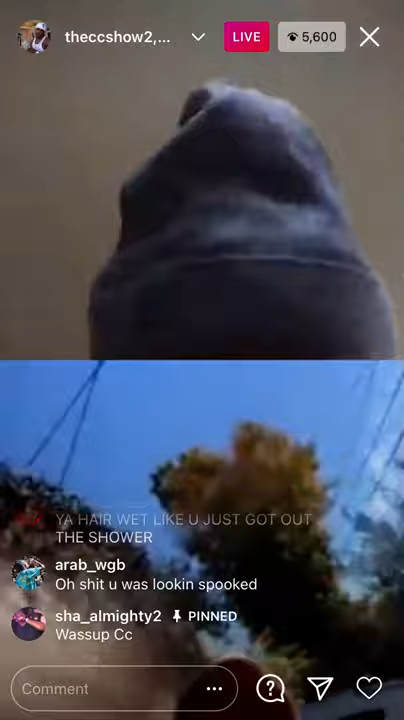 theccshow2,...
LIVE
5,600
YA HAIR WET LIKE U JUST GOT OUT
THE SHOWER
arab_wgb
Oh shit u was lookin spooked
sha_almighty2 PINNED
Wassup Cc
Comment